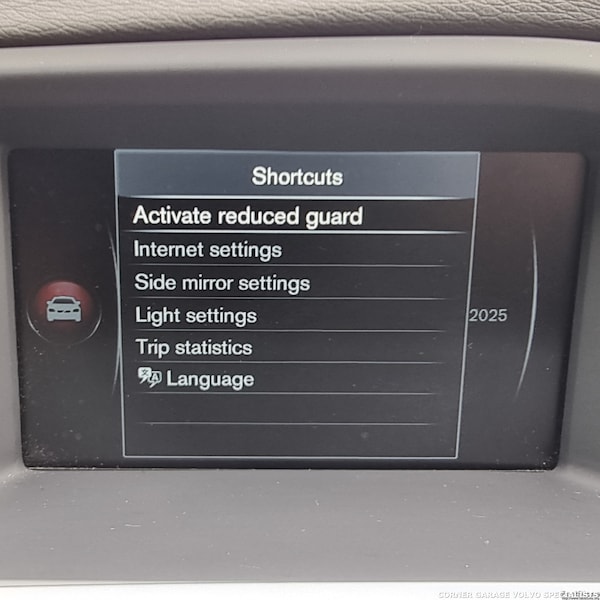 Shortcuts
Activate reduced guard
Internet settings
Side mirror settings
Light settings
2025
Trip statistics
Language
CORNER GARAGE VOLVO SPECIALISTS